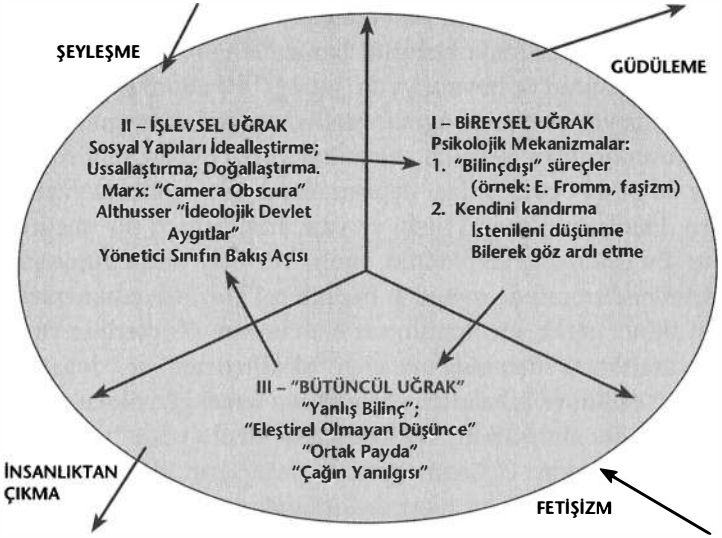 ŞEYLEŞME
GÜDÜLEME
II – İŞLEVSEL UĞRAK
Sosyal Yapıları İdealleştirme;
Ussallaştırma; Doğallaştırma.
Marx: “Camera Obscura”
Althusser “İdeolojik Devlet
Aygıtlar”
Yönetici Sınıfın Bakış Açısı
I – BİREYSEL UĞRAK
Psikolojik Mekanizmalar:
1. “Bilinçdışı” süreçler
(örnek: E. Fromm, faşizm)
2. Kendini kandırma
İstenileni düşünme
Bilerek göz ardı etme
III – “BÜTÜNCÜL UĞRAK”
“Yanlış Bilinç”;
“Eleştirel Olmayan Düşünce”
“Ortak Payda”
“Çağın Yanılgısı”
İNSANLIKTAN
ÇIKMA
FETİŞİZM